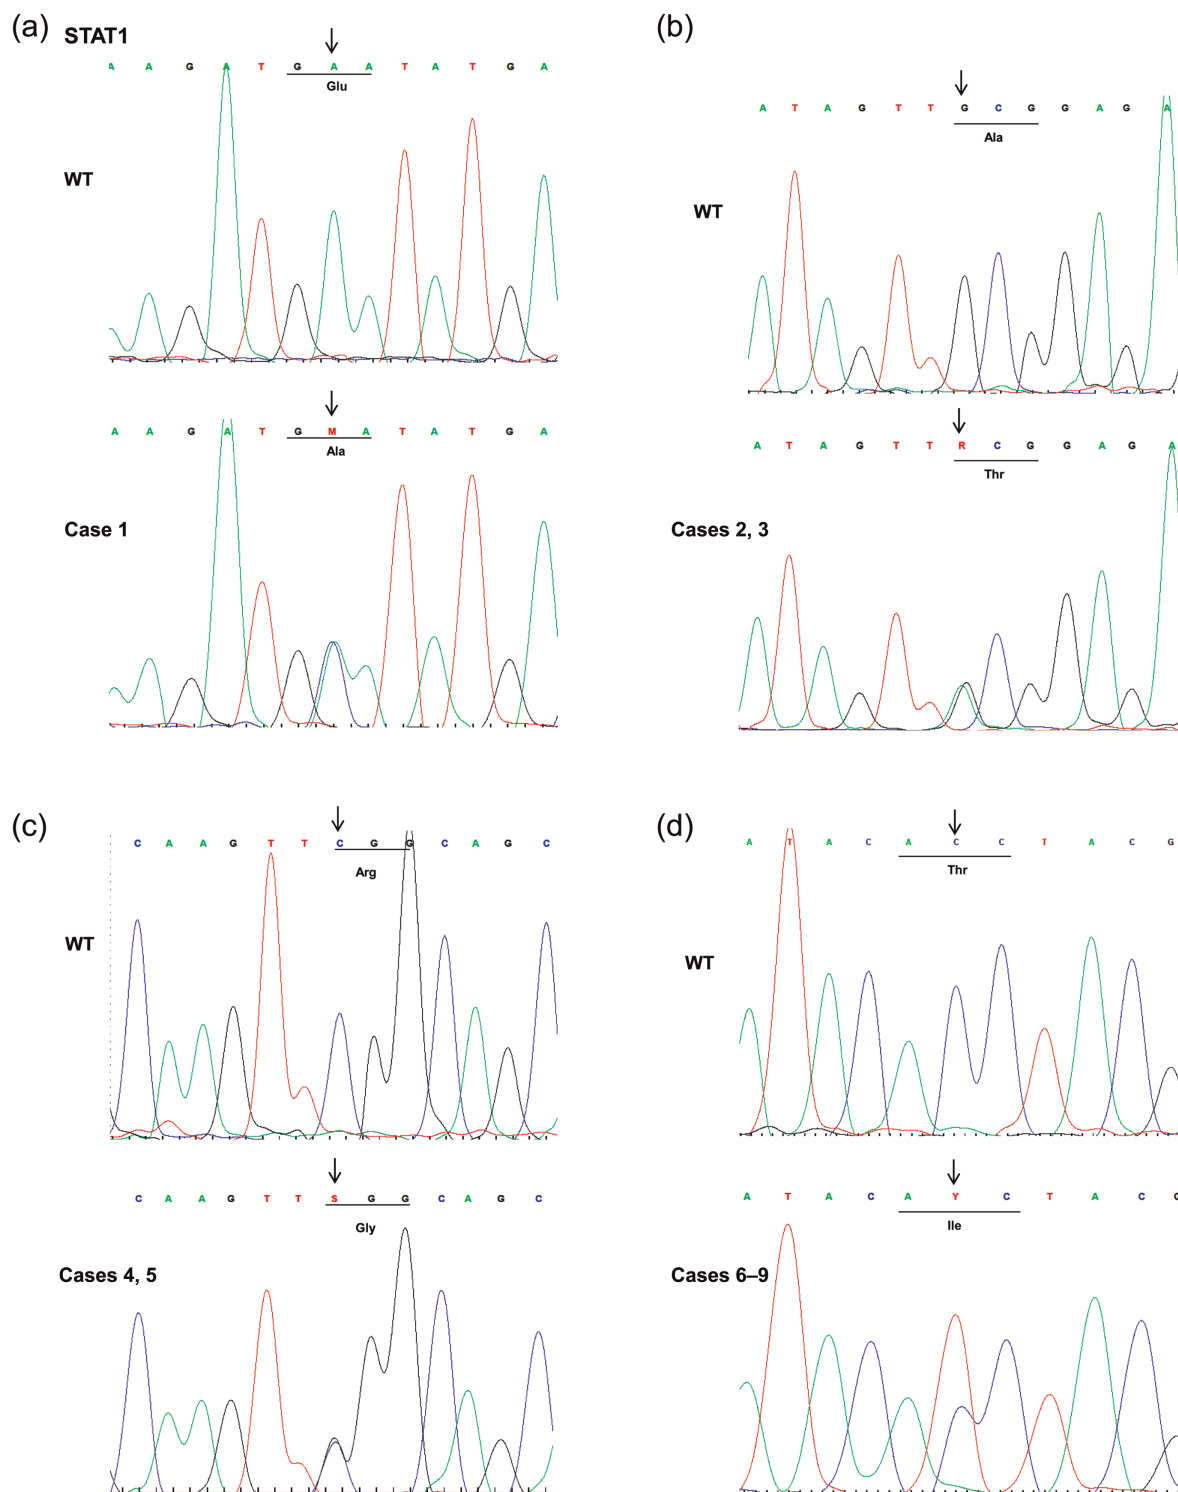 (a)
STAT1
A A G A T G A A T A T G A
Glu
WT
A A G A T G M A T A T G A
Ala
Case 1
(b)
A T A G T T G C G G A G A
Ala
WT
A T A G T T R C G G A G A
Thr
Cases 2, 3
(c)
C A A G T T C G G C A G C
Arg
WT
C A A G T T S G G C A G C
Gly
Cases 4, 5
(d)
A T A C A C C T A C G
Thr
WT
A T A C A Y C T A C G
Ile
Cases 6–9